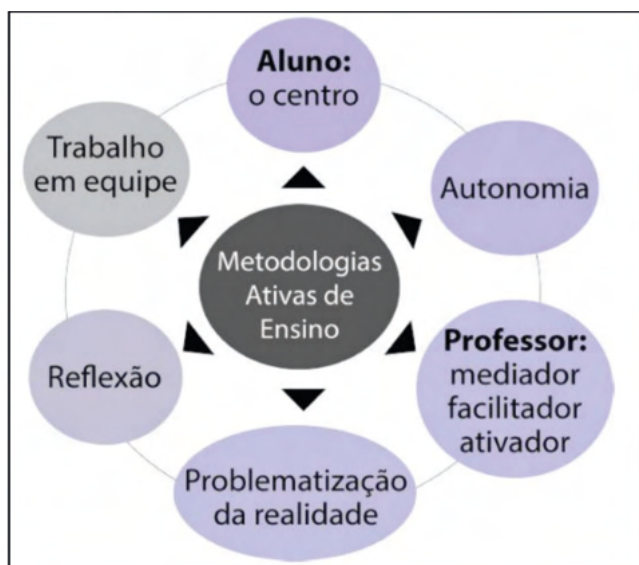 Aluno:
o centro
Trabalho
em equipe
Autonomia
Metodologias
Ativas de
Ensino
Professor:
mediador
facilitador
ativador
Reflexão
Problematização
da realidade